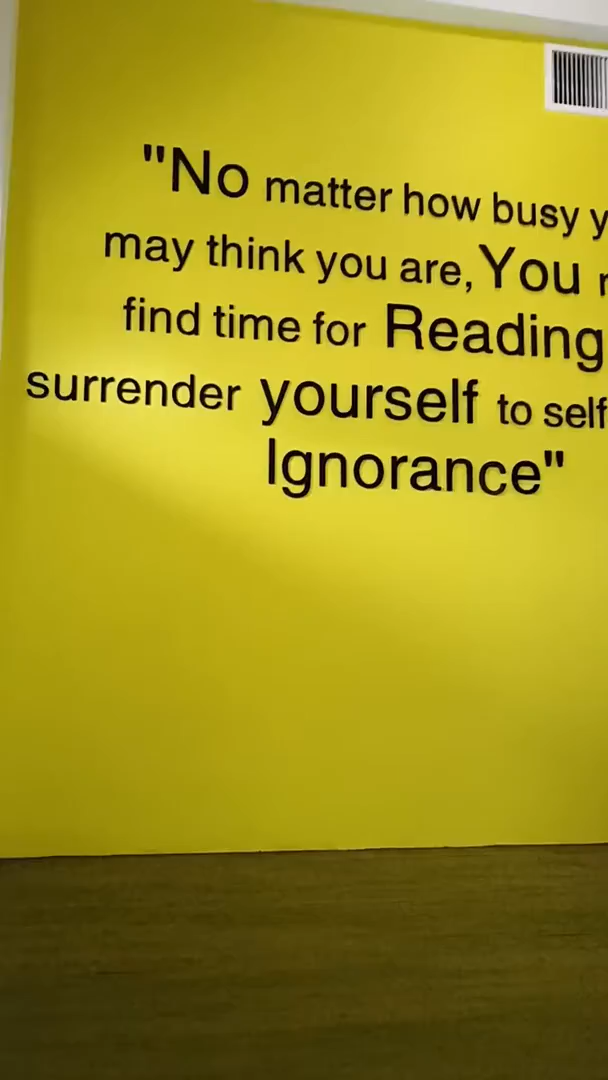 "No matter how busy
may think you are, You
find time for Reading
surrender yourself to self
Ignorance"